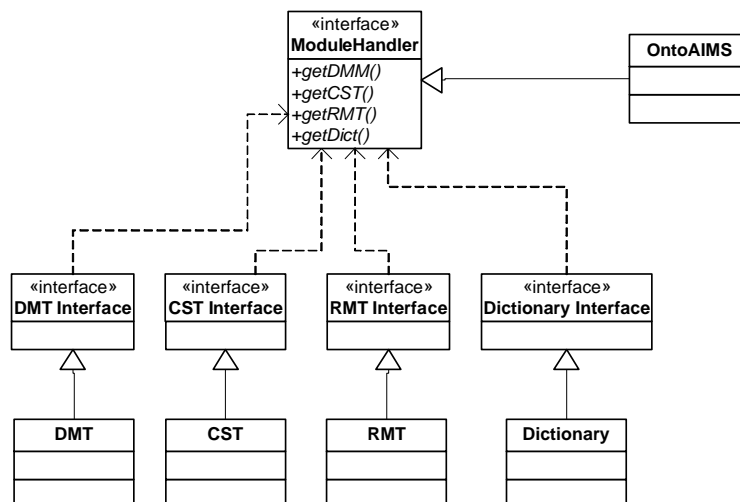 «interface»
ModuleHandler
+getDMM()
+getCST()
+getRMT()
+getDict()
OntoAIMS
«interface»
DMT Interface
«interface»
CST Interface
«interface»
RMT Interface
«interface»
Dictionary Interface
DMT
CST
RMT
Dictionary